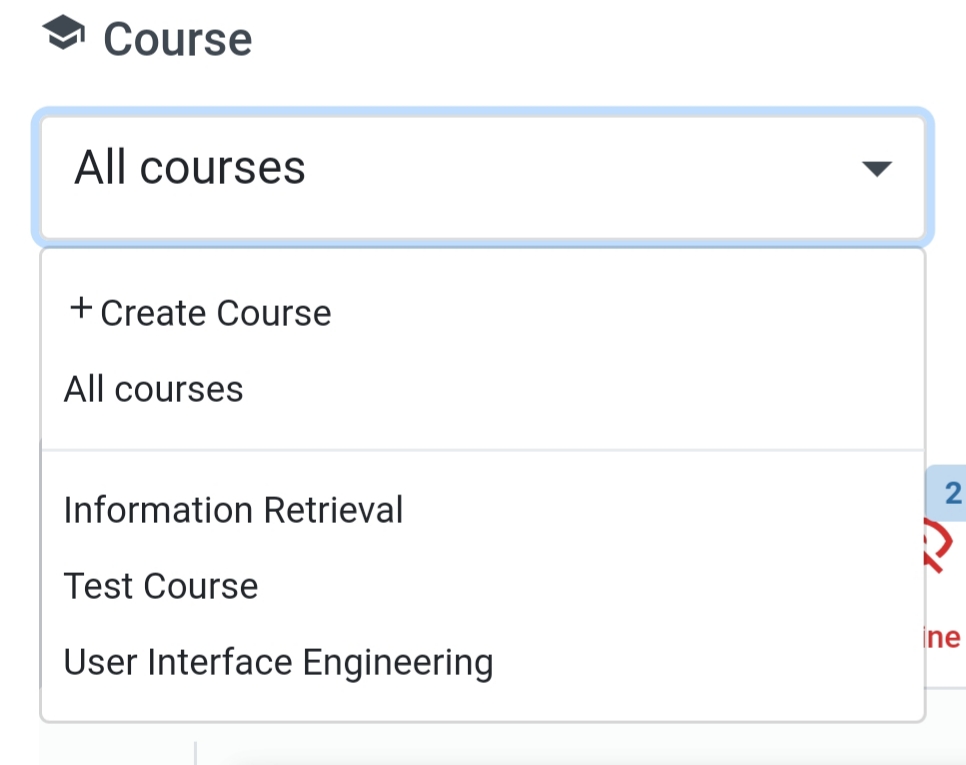 Course
All courses
+ Create Course
All courses
Information Retrieval
2
Test Course
ine
User Interface Engineering